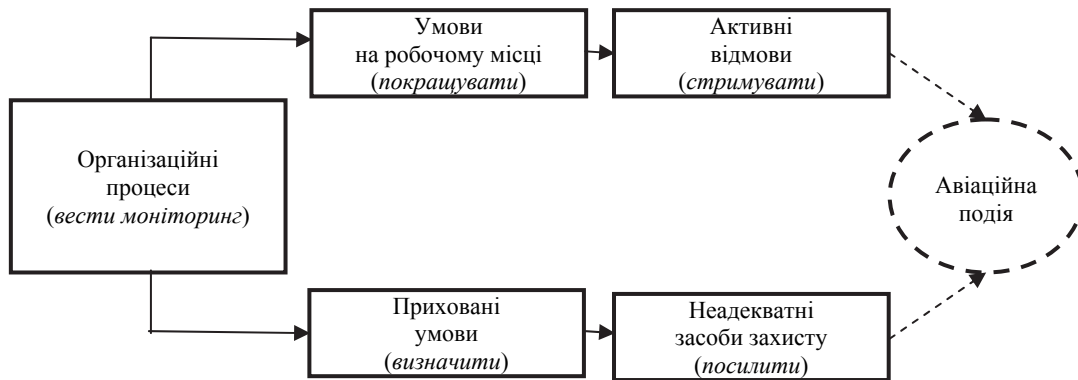 Умови
на робочому місці
(покращувати)
Активні
відмови
(стримувати)
Організаційні
процеси
(вести моніторинг)
Авіаційна
подія
Приховані
умови
(визначити)
Неадекватні
засоби захисту
(посилити)